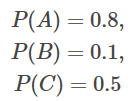 P(A) = 0.8,
P(B) = 0.1,
P(C) = 0.5